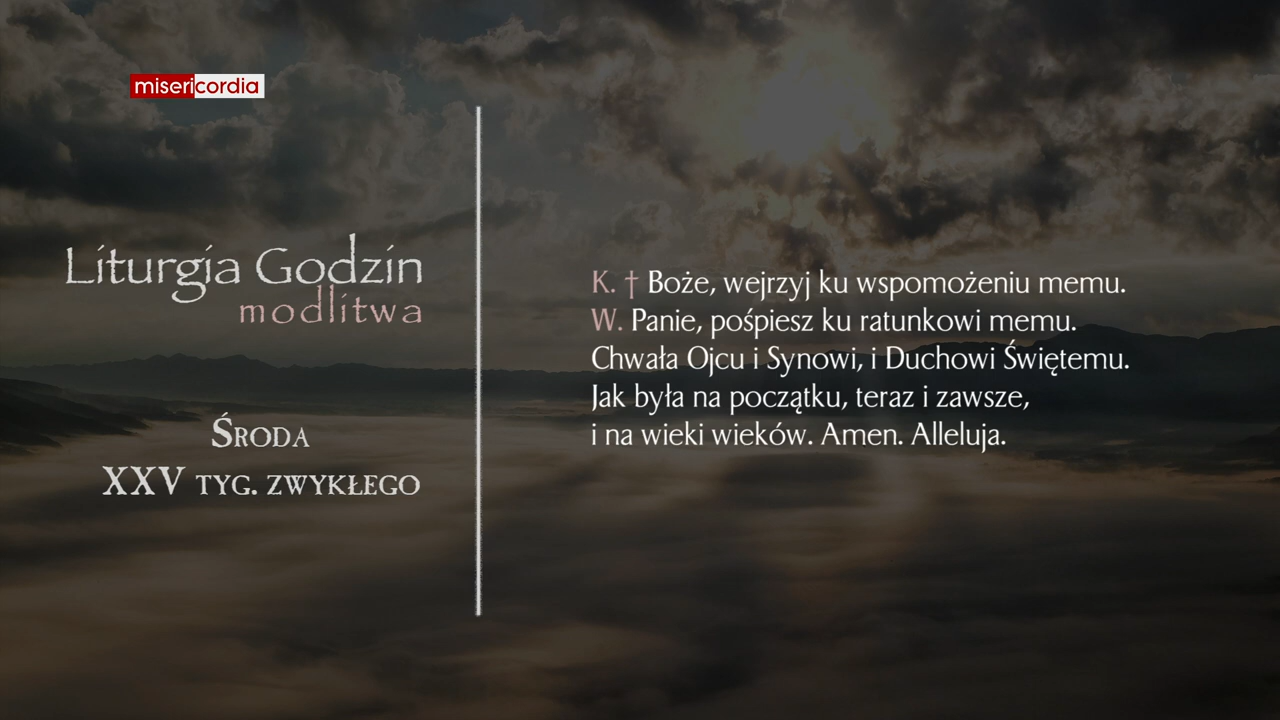 misericordia
Liturgia Godzin
modlitwa
Środa
XXV tyg. zwykłego
K. † Boże, wejrzyj ku wspomożeniu memu.
W. Panie, pośpiesz ku ratunkowi memu.
Chwała Ojcu i Synowi, i Duchowi Świętemu.
Jak była na początku, teraz i zawsze,
i na wieki wieków. Amen. Alleluja.